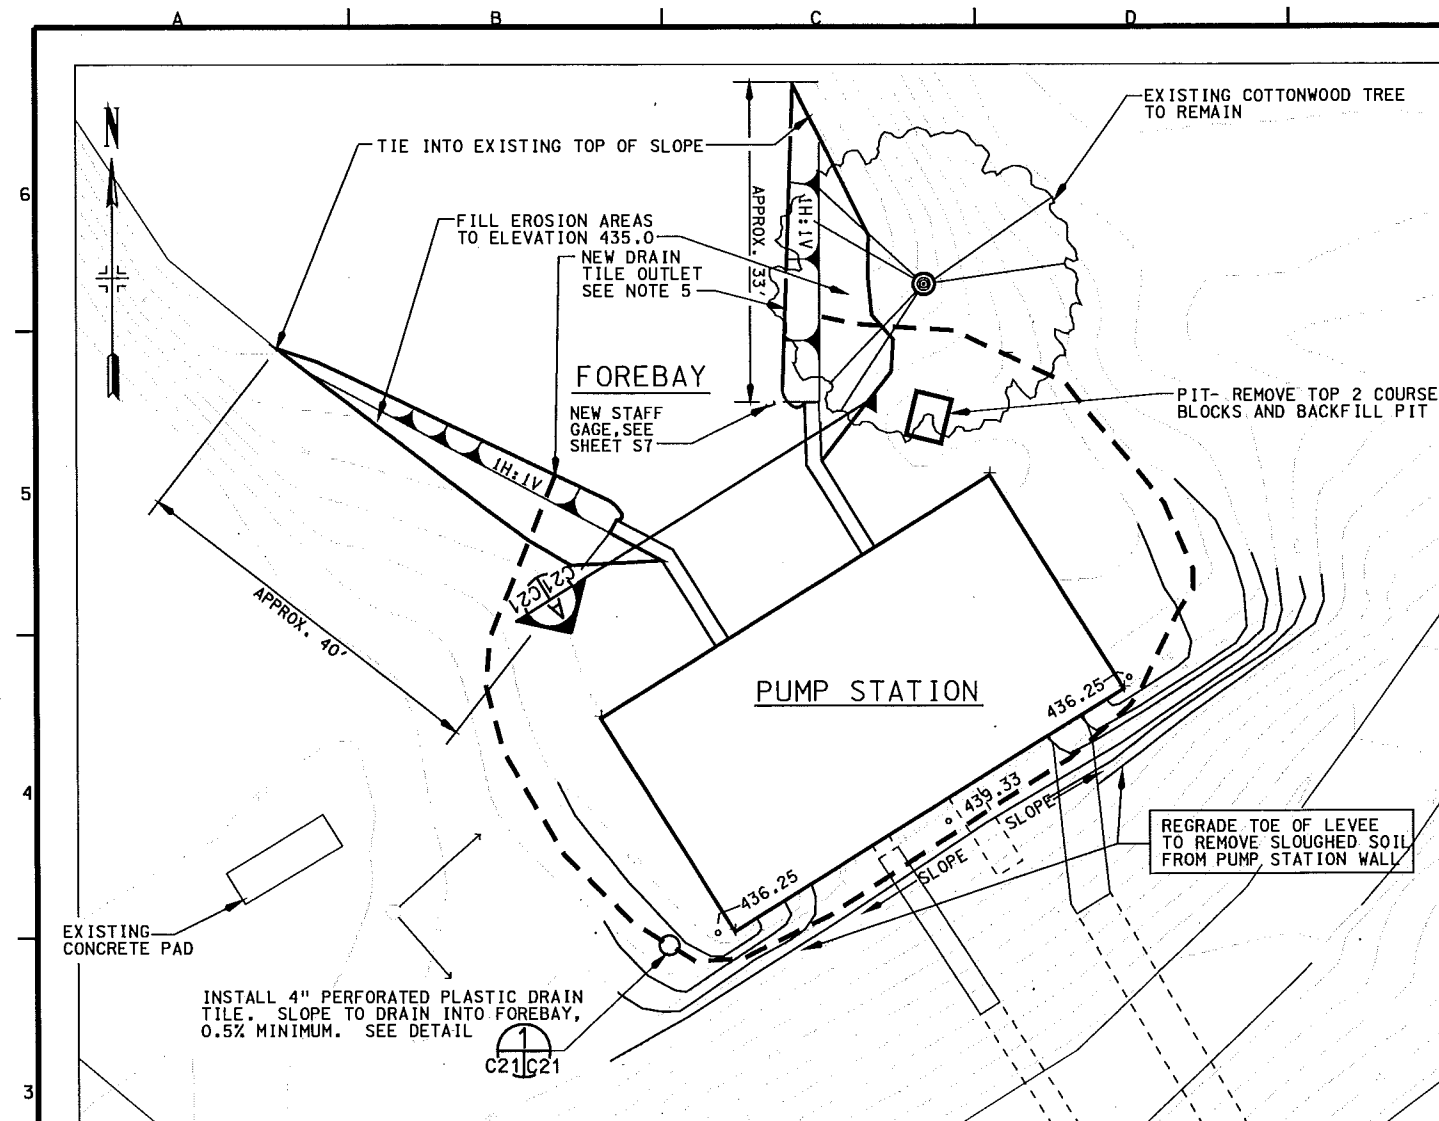 A B C D
N
EXISTING COTTONWOOD TREE
TO REMAIN
TIE INTO EXISTING TOP OF SLOPE
6
FILL EROSION AREAS
TO ELEVATION 435.0
APPROX. 33'
1H:1V
NEW DRAIN
TILE OUTLET
SEE NOTE 5
FOREBAY
PIT- REMOVE TOP 2 COURSE
BLOCKS AND BACKFILL PIT
NEW STAFF
GAGE,SEE
SHEET S7
1H:1V
5
C21 C21
A
APPROX. 40'
PUMP STATION
436.25
4
439.33
SLOPE
SLOPE
REGRADE TOE OF LEVEE
TO REMOVE SLOUGHED SOIL
FROM PUMP STATION WALL
436.25
EXISTING
CONCRETE PAD
INSTALL 4" PERFORATED PLASTIC DRAIN
TILE. SLOPE TO DRAIN INTO FOREBAY,
0.5% MINIMUM. SEE DETAIL
1
C21 C21
3